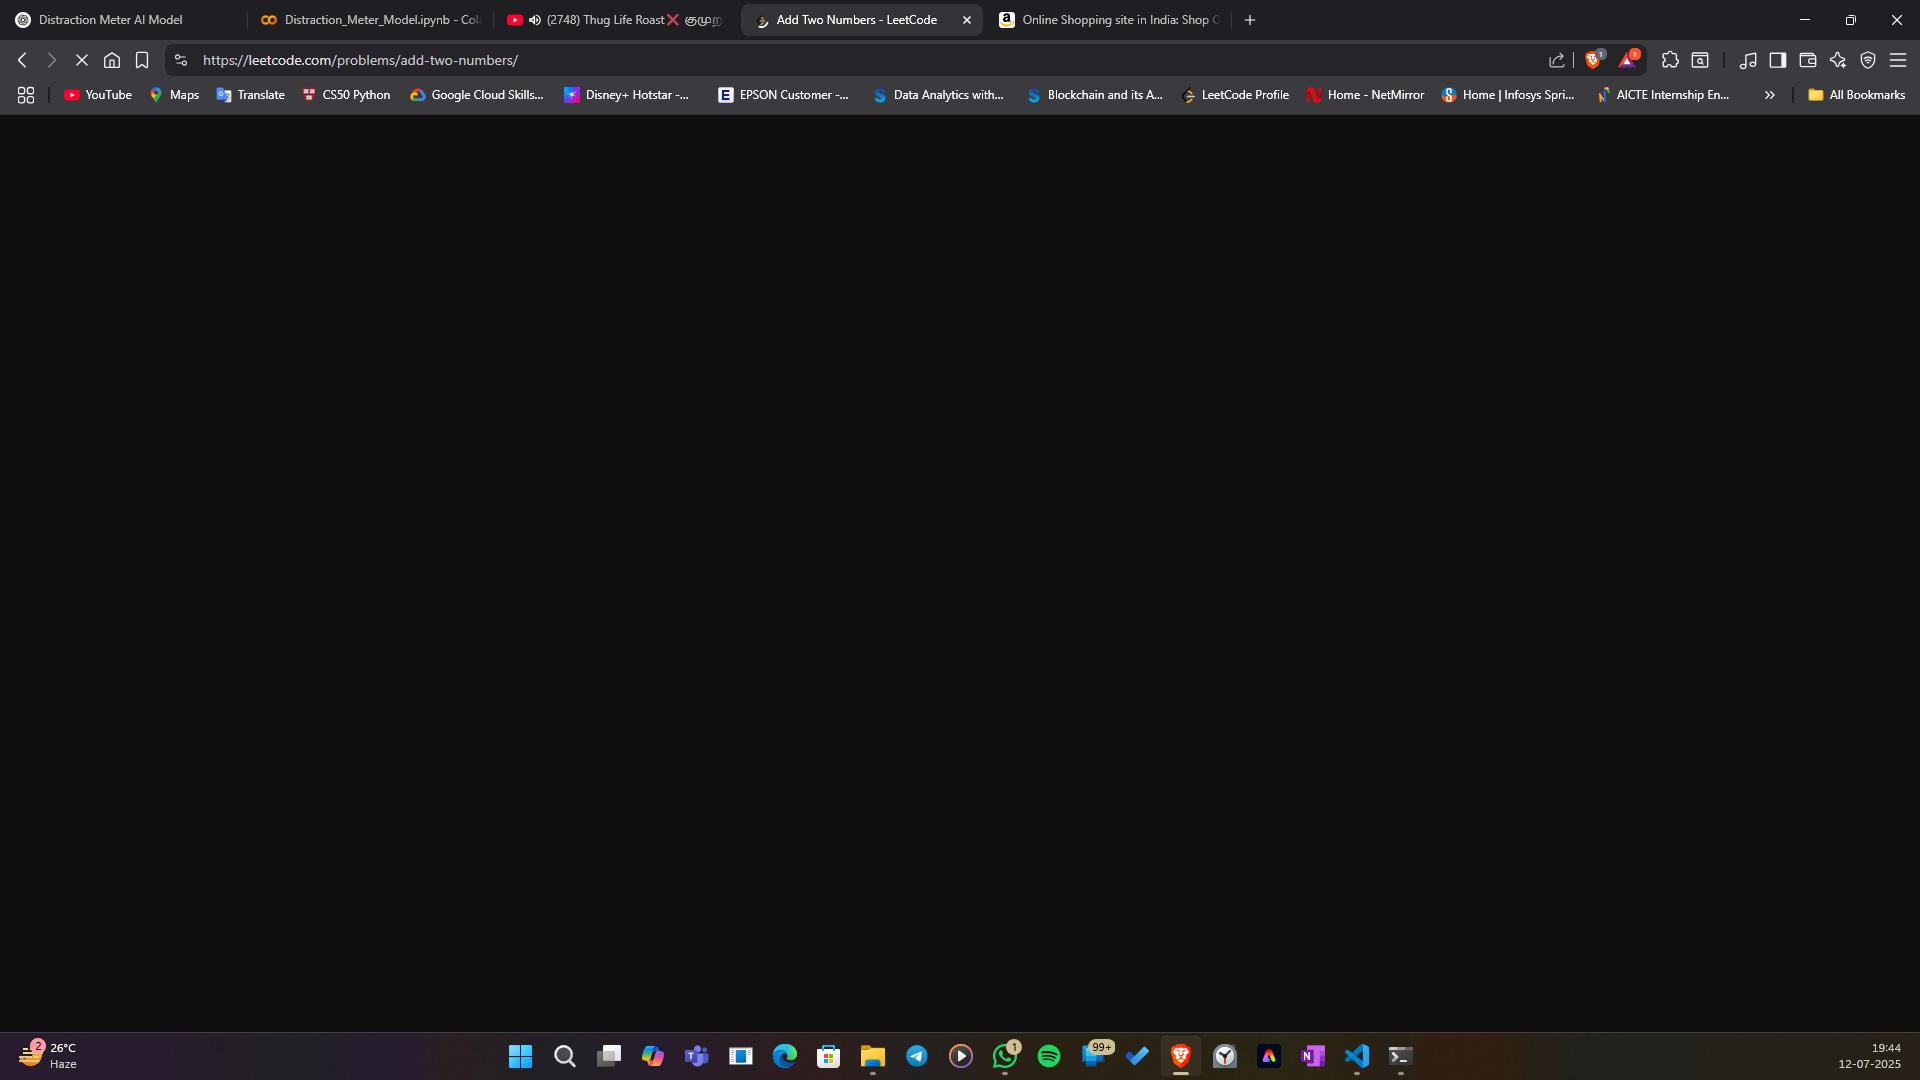 Distraction Meter AI Model
Distraction_Meter_Model.ipynb - Col
(2748) Thug Life Roast❌ குமுற
Add Two Numbers - LeetCode
Online Shopping site in India: Shop
https://leetcode.com/problems/add-two-numbers/
1
1
YouTube
Maps
Translate
CS50 Python
Google Cloud Skills...
Disney+ Hotstar -...
EPSON Customer -...
Data Analytics with...
Blockchain and its A...
LeetCode Profile
Home - NetMirror
Home | Infosys Spri...
AICTE Internship En...
All Bookmarks
2
26°C
Haze
1
99+
19:44
12-07-2025